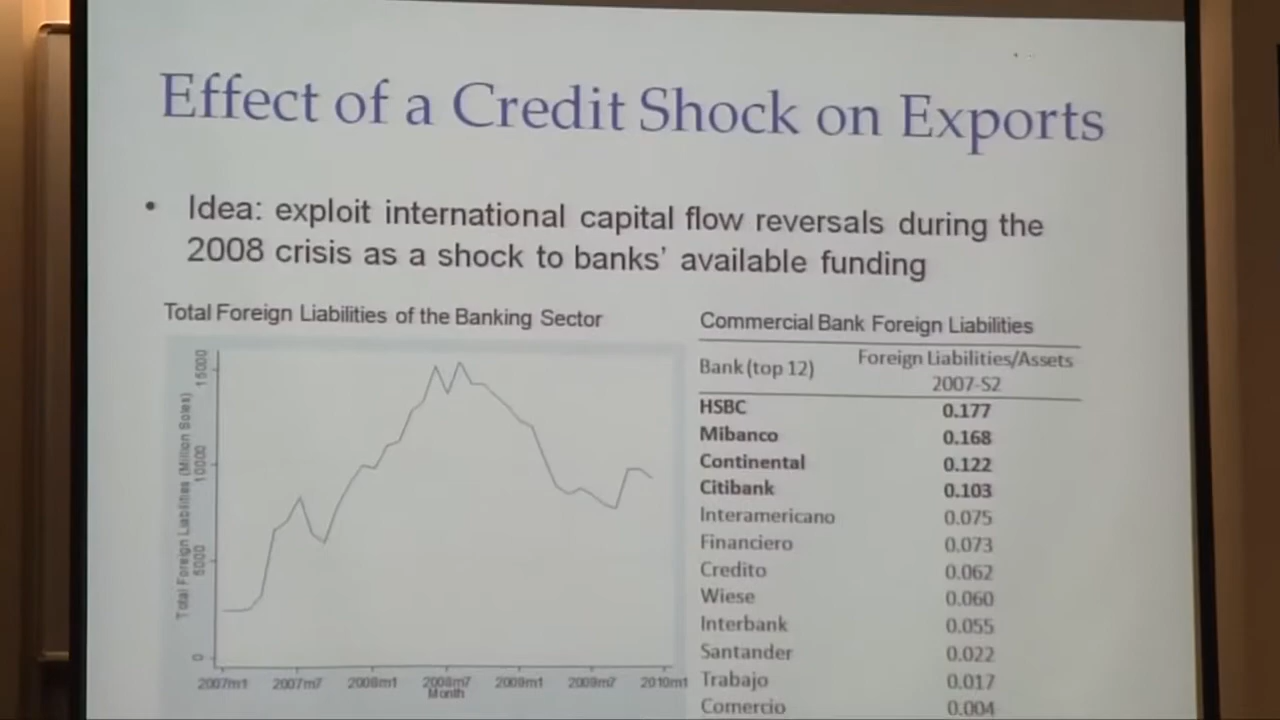 Effect of a Credit Shock on Exports
• Idea: exploit international capital flow reversals during the
2008 crisis as a shock to banks’ available funding
Total Foreign Liabilities of the Banking Sector
Total Foreign Liabilities (Million Soles)
15000
10000
5000
0
2007m1 2007m7 2008m1 2008m7 2009m1 2009m7 2010m1
Month
Commercial Bank Foreign Liabilities
Bank (top 12) Foreign Liabilities/Assets
2007-S2
HSBC 0.177
Mibanco 0.168
Continental 0.122
Citibank 0.103
Interamericano 0.075
Financiero 0.073
Credito 0.062
Wiese 0.060
Interbank 0.055
Santander 0.022
Trabajo 0.017
Comercio 0.004